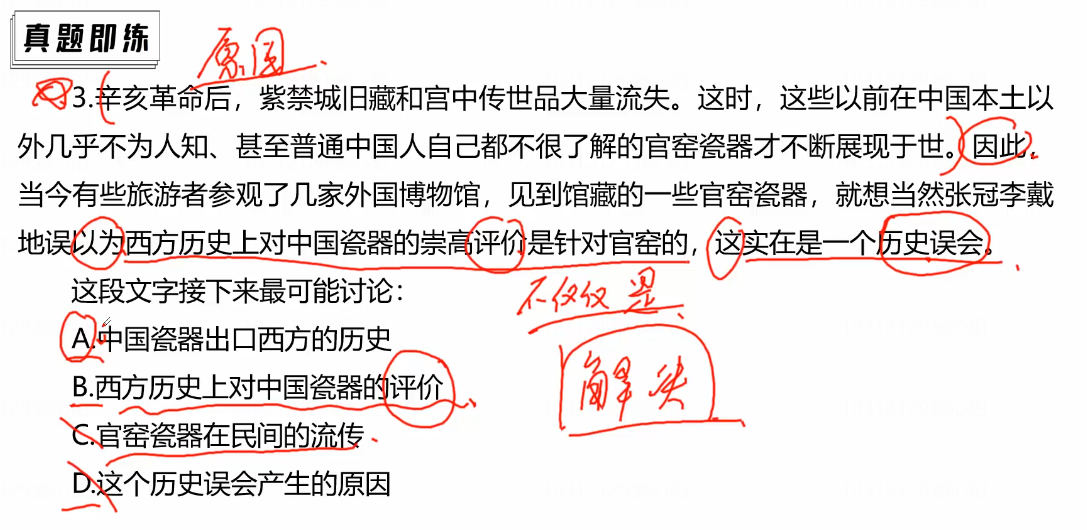 真题即练
原因
3.辛亥革命后，紫禁城旧藏和宫中传世品大量流失。这时，这些以前在中国本土以
外几乎不为人知、甚至普通中国人自己都不很了解的官窑瓷器才不断展现于世。因此，
当今有些旅游者参观了几家外国博物馆，见到馆藏的一些官窑瓷器，就想当然张冠李戴
地误以为西方历史上对中国瓷器的崇高评价是针对官窑的，这实在是一个历史误会。
这段文字接下来最可能讨论：
不仅仅是
A.中国瓷器出口西方的历史
B.西方历史上对中国瓷器的评价
C.官窑瓷器在民间的流传
D.这个历史误会产生的原因